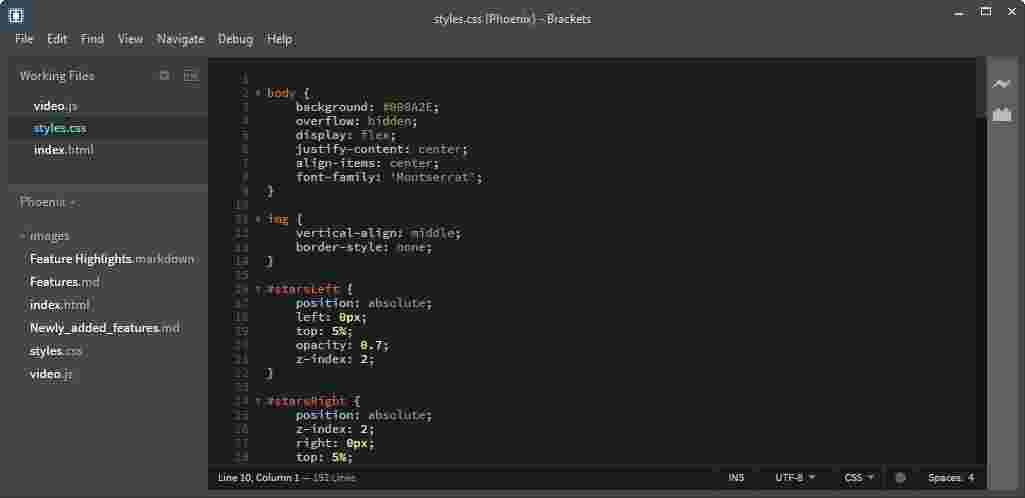 styles.css (Phoenix) - Brackets
File Edit Find View Navigate Debug Help
Working Files
video.js
styles.css
index.html
Phoenix
images
Feature Highlights.markdown
Features.md
index.html
Newly_added_features.md
styles.css
video.js
1
2 body {
3 background: #000A2E;
4 overflow: hidden;
5 display: flex;
6 justify-content: center;
7 align-items: center;
8 font-family: 'Montserrat';
9 }
10
11 img {
12 vertical-align: middle;
13 border-style: none;
14 }
15
16 #starsLeft {
17 position: absolute;
18 left: 0px;
19 top: 5%;
20 opacity: 0.7;
21 z-index: 2;
22 }
23
24 #starsRight {
25 position: absolute;
26 z-index: 2;
27 right: 0px;
28 top: 5%;
Line 10, Column 1 — Lines
INS UTF-8 CSS Spaces: 4